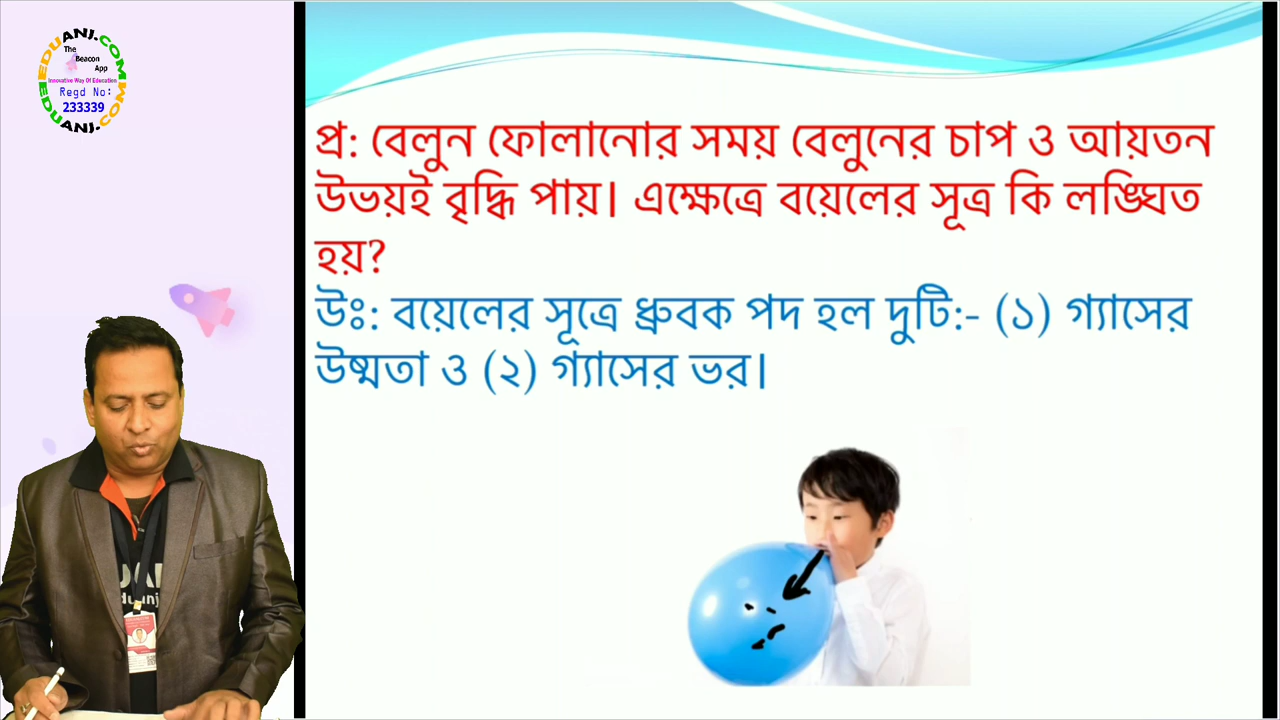 EDUANJ.COM
EDUANJ.COM
The
Beacon
App
Innovative Way Of Education
Regd No:
233339
প্র: বেলুন ফোলানোর সময় বেলুনের চাপ ও আয়তন
উভয়ই বৃদ্ধি পায়। এক্ষেত্রে বয়েলের সূত্র কি লঙ্ঘিত
হয়?
উঃ: বয়েলের সূত্রে ধ্রুবক পদ হল দুটি:- (১) গ্যাসের
উষ্মতা ও (২) গ্যাসের ভর।